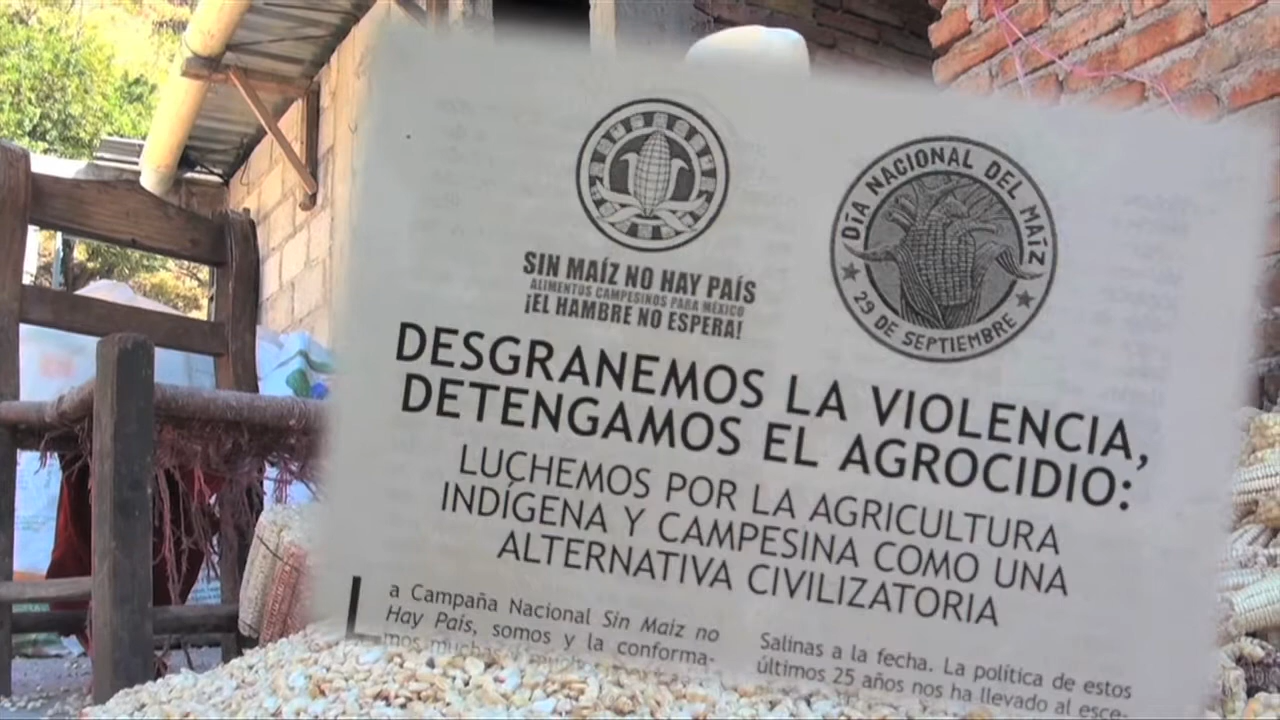 SIN MAÍZ NO HAY PAÍS
ALIMENTOS CAMPESINOS PARA MÉXICO
¡EL HAMBRE NO ESPERA!
DÍA NACIONAL DEL MAÍZ
29 DE SEPTIEMBRE
DESGRANEMOS LA VIOLENCIA,
DETENGAMOS EL AGROCIDIO:
LUCHEMOS POR LA AGRICULTURA
INDÍGENA Y CAMPESINA COMO UNA
ALTERNATIVA CIVILIZATORIA
La Campaña Nacional Sin Maiz no
Hay País, somos y la conforma-
mos muchas
Salinas a la fecha. La política de estos
últimos 25 años nos ha llevado al esce-